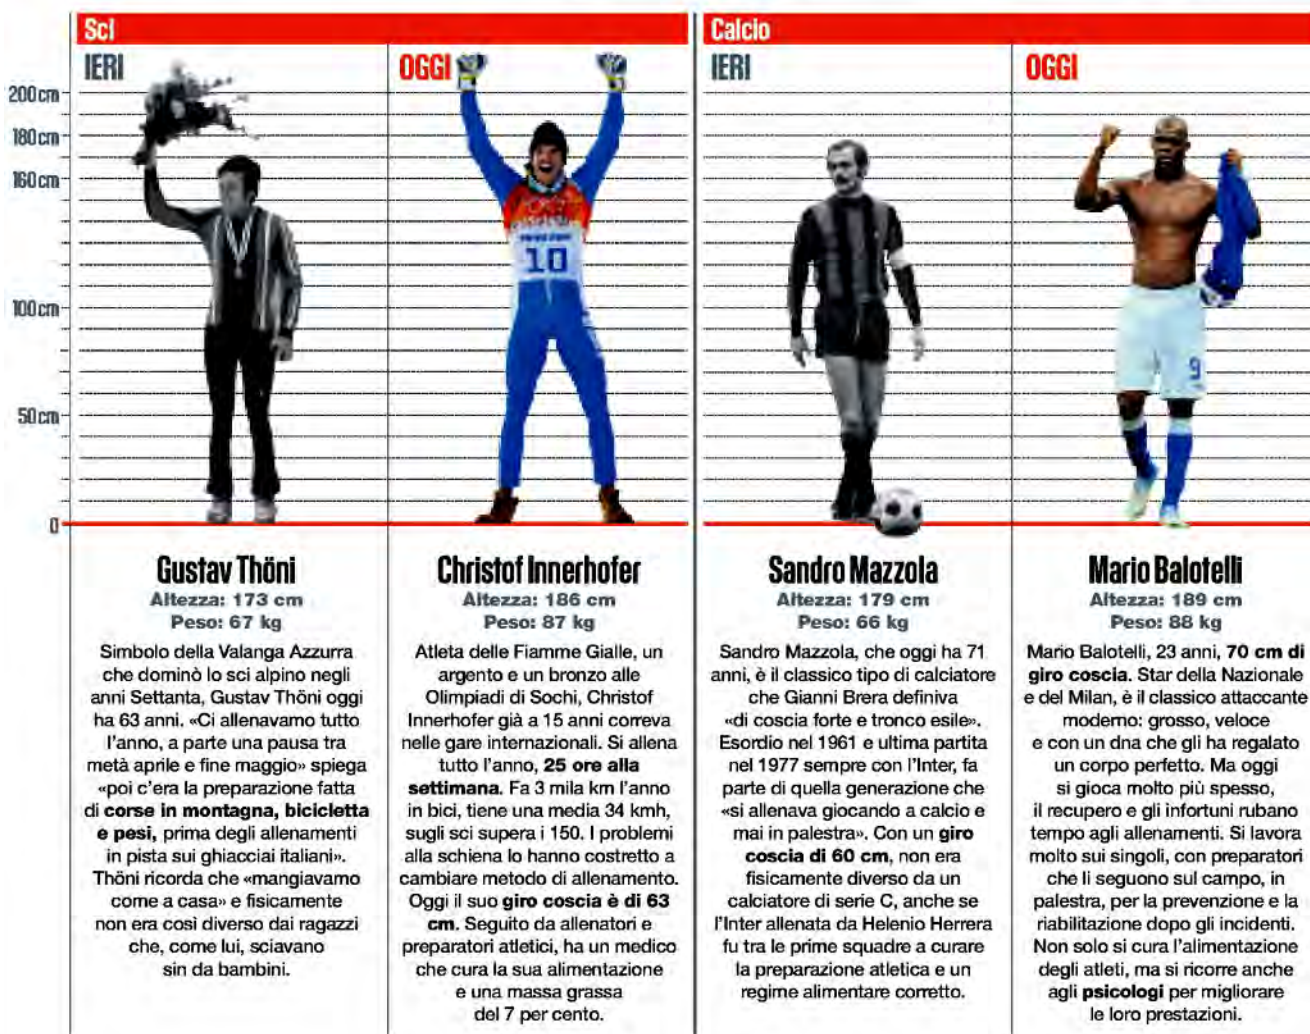 Sci
IERI
OGGI
Calcio
IERI
OGGI
200 cm
180 cm
160 cm
100 cm
50 cm
0
10
9
Gustav Thöni
Altezza: 173 cm
Peso: 67 kg
Simbolo della Valanga Azzurra
che dominò lo sci alpino negli
anni Settanta, Gustav Thöni oggi
ha 63 anni. «Ci allenavamo tutto
l'anno, a parte una pausa tra
metà aprile e fine maggio» spiega
«poi c'era la preparazione fatta
di corse in montagna, bicicletta
e pesi, prima degli allenamenti
in pista sui ghiacciai italiani».
Thöni ricorda che «mangiavamo
come a casa» e fisicamente
non era così diverso dai ragazzi
che, come lui, sciavano
sin da bambini.
Christof Innerhofer
Altezza: 186 cm
Peso: 87 kg
Atleta delle Fiamme Gialle, un
argento e un bronzo alle
Olimpiadi di Sochi, Christof
Innerhofer già a 15 anni correva
nelle gare internazionali. Si allena
tutto l'anno, 25 ore alla
settimana. Fa 3 mila km l'anno
in bici, tiene una media 34 kmh,
sugli sci supera i 150. I problemi
alla schiena lo hanno costretto a
cambiare metodo di allenamento.
Oggi il suo giro coscia è di 63
cm. Seguito da allenatori e
preparatori atletici, ha un medico
che cura la sua alimentazione
e una massa grassa
del 7 per cento.
Sandro Mazzola
Altezza: 179 cm
Peso: 66 kg
Sandro Mazzola, che oggi ha 71
anni, è il classico tipo di calciatore
che Gianni Brera definiva
«di coscia forte e tronco esile».
Esordio nel 1961 e ultima partita
nel 1977 sempre con l'Inter, fa
parte di quella generazione che
«si allenava giocando a calcio e
mai in palestra». Con un giro
coscia di 60 cm, non era
fisicamente diverso da un
calciatore di serie C, anche se
l'Inter allenata da Helenio Herrera
fu tra le prime squadre a curare
la preparazione atletica e un
regime alimentare corretto.
Mario Balotelli
Altezza: 189 cm
Peso: 88 kg
Mario Balotelli, 23 anni, 70 cm di
giro coscia. Star della Nazionale
e del Milan, è il classico attaccante
moderno: grosso, veloce
e con un dna che gli ha regalato
un corpo perfetto. Ma oggi
si gioca molto più spesso,
il recupero e gli infortuni rubano
tempo agli allenamenti. Si lavora
molto sui singoli, con preparatori
che li seguono sul campo, in
palestra, per la prevenzione e la
riabilitazione dopo gli incidenti.
Non solo si cura l'alimentazione
degli atleti, ma si ricorre anche
agli psicologi per migliorare
le loro prestazioni.